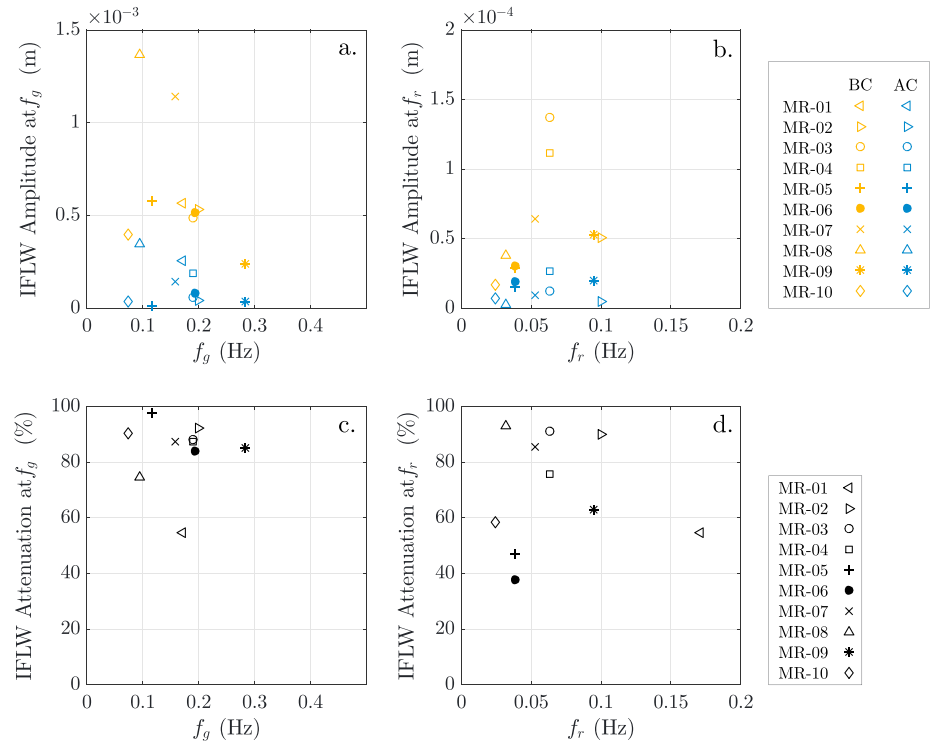 ×10⁻³
1.5
1
0.5
0
a.
IFLW Amplitude at f_g (m)
0 0.1 0.2 0.3 0.4 0.5
f_g (Hz)
×10⁻⁴
2
1.5
1
0.5
0
b.
IFLW Amplitude at f_r (m)
0 0.05 0.1 0.15 0.2
f_r (Hz)
BC AC
MR-01
MR-02
MR-03
MR-04
MR-05
MR-06
MR-07
MR-08
MR-09
MR-10
100
80
60
40
20
0
c.
IFLW Attenuation at f_g (%)
0 0.1 0.2 0.3 0.4 0.5
f_g (Hz)
100
80
60
40
20
0
d.
IFLW Attenuation at f_r (%)
0 0.05 0.1 0.15 0.2
f_r (Hz)
MR-01
MR-02
MR-03
MR-04
MR-05
MR-06
MR-07
MR-08
MR-09
MR-10